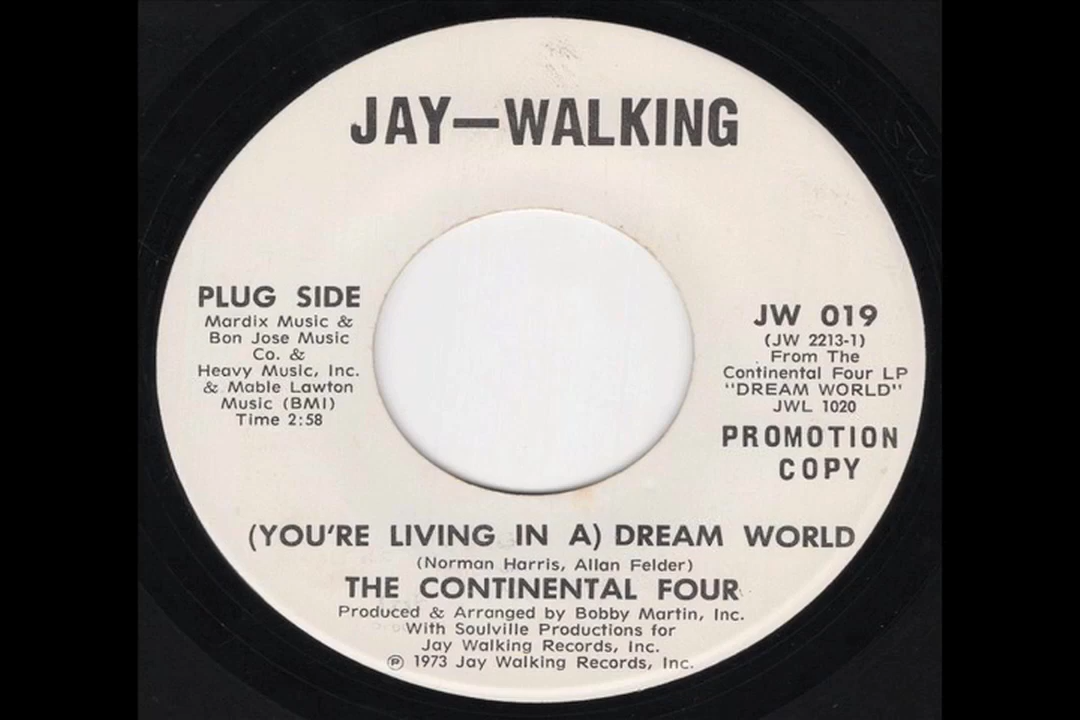 JAY—WALKING
PLUG SIDE
Mardix Music &
Bon Jose Music
Co. &
Heavy Music, Inc.
& Mable Lawton
Music (BMI)
Time 2:58
JW 019
(JW 2213-1)
From The
Continental Four LP
"DREAM WORLD"
JWL 1020
PROMOTION
COPY
(YOU'RE LIVING IN A) DREAM WORLD
(Norman Harris, Allan Felder)
THE CONTINENTAL FOUR
Produced & Arranged by Bobby Martin, Inc.
With Soulville Productions for
Jay Walking Records, Inc.
℗ 1973 Jay Walking Records, Inc.